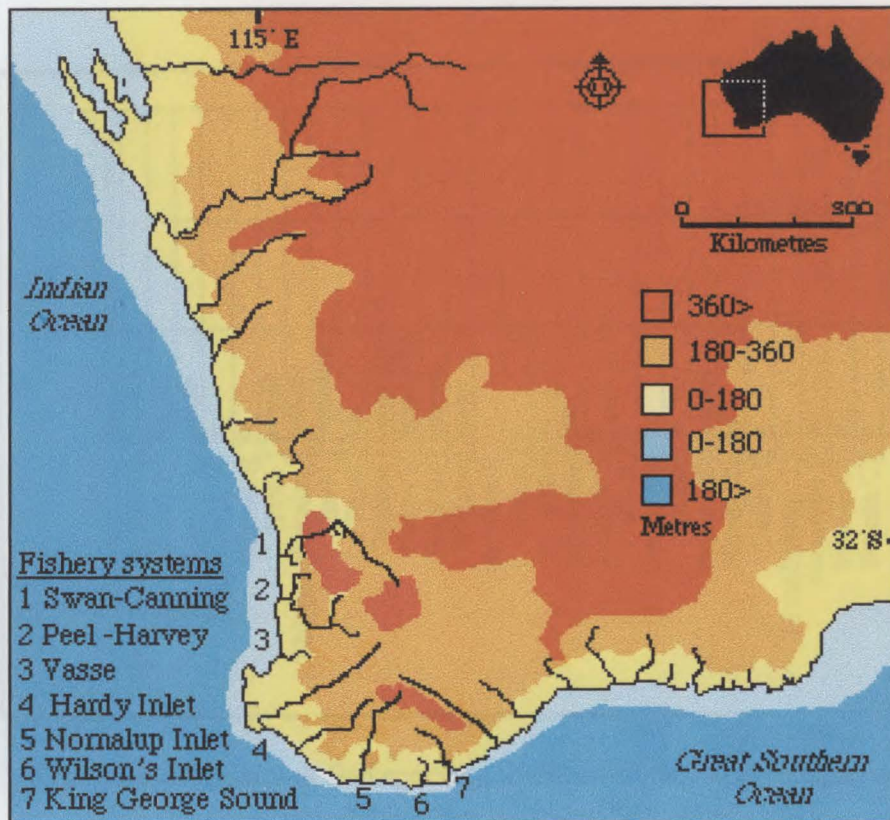 115° E
0 300
Kilometres
Indian
Ocean
360>
180-360
0-180
0-180
180>
Metres
32°S
Fishery systems
1 Swan-Canning
2 Peel-Harvey
3 Vasse
4 Hardy Inlet
5 Nornalup Inlet
6 Wilson's Inlet
7 King George Sound
1
2
3
4
5
6
7
Great Southern
Ocean